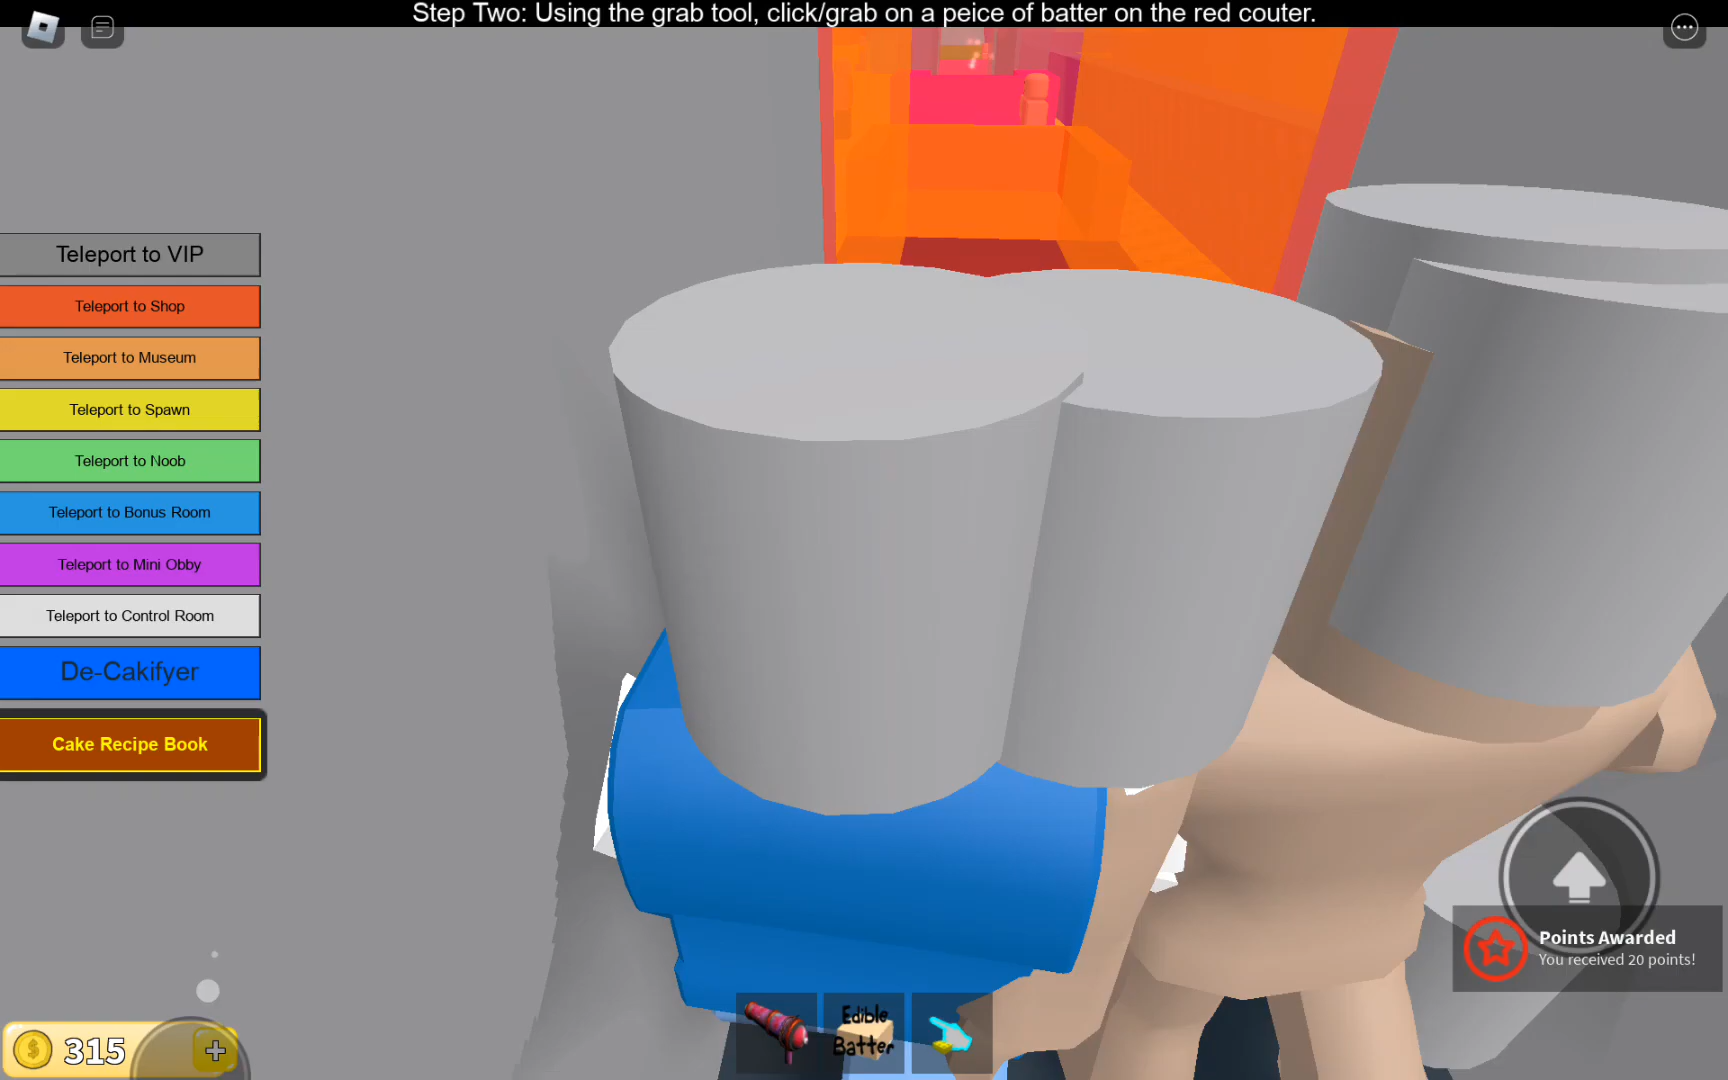 Step Two: Using the grab tool, click/grab on a peice of batter on the red couter.
Teleport to VIP
Teleport to Shop
Teleport to Museum
Teleport to Spawn
Teleport to Noob
Teleport to Bonus Room
Teleport to Mini Obby
Teleport to Control Room
De-Cakifyer
Cake Recipe Book
Points Awarded
You received 20 points!
Edible
Batter
315